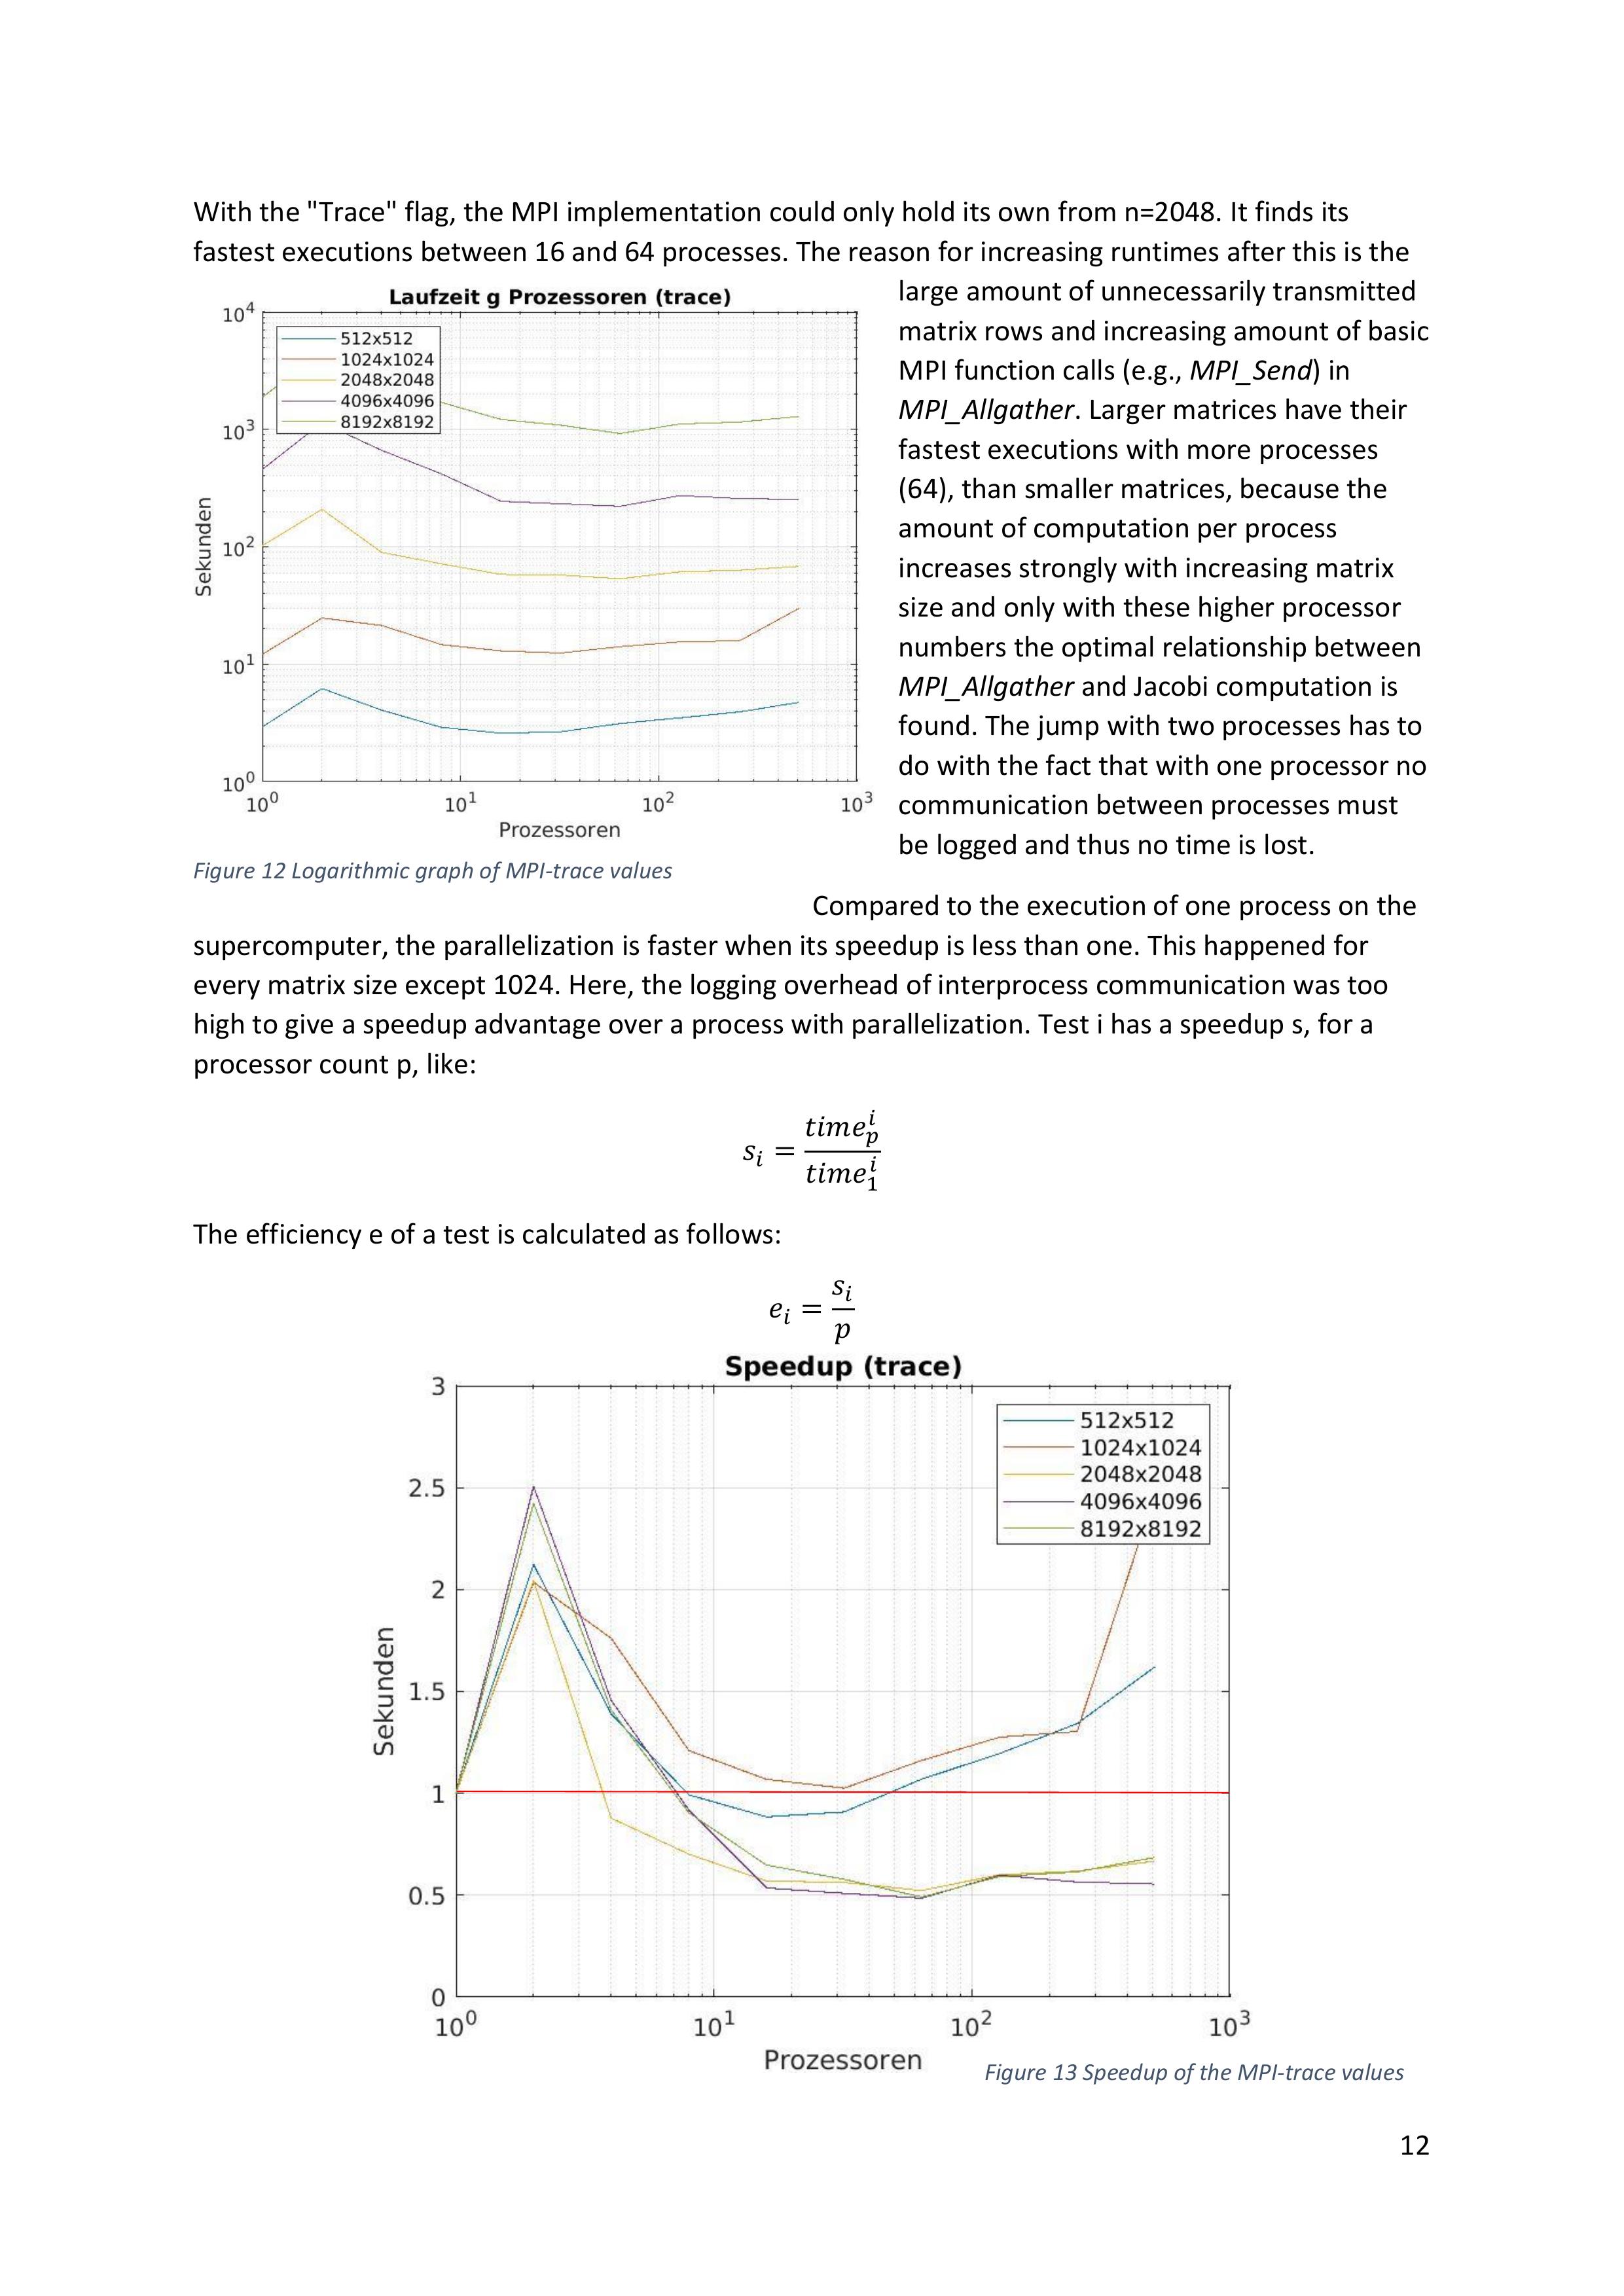 With the "Trace" flag, the MPI implementation could only hold its own from n=2048. It finds its
fastest executions between 16 and 64 processes. The reason for increasing runtimes after this is the
large amount of unnecessarily transmitted
matrix rows and increasing amount of basic
MPI function calls (e.g., MPI_Send) in
MPI_Allgather. Larger matrices have their
fastest executions with more processes
(64), than smaller matrices, because the
amount of computation per process
increases strongly with increasing matrix
size and only with these higher processor
numbers the optimal relationship between
MPI_Allgather and Jacobi computation is
found. The jump with two processes has to
do with the fact that with one processor no
communication between processes must
be logged and thus no time is lost.
Laufzeit g Prozessoren (trace)
10^4
10^3
10^2
10^1
10^0
Sekunden
512x512
1024x1024
2048x2048
4096x4096
8192x8192
10^0 10^1 10^2 10^3
Prozessoren
Figure 12 Logarithmic graph of MPI-trace values
Compared to the execution of one process on the
supercomputer, the parallelization is faster when its speedup is less than one. This happened for
every matrix size except 1024. Here, the logging overhead of interprocess communication was too
high to give a speedup advantage over a process with parallelization. Test i has a speedup s, for a
processor count p, like:
s_i = time_p^i / time_1^i
The efficiency e of a test is calculated as follows:
e_i = s_i / p
Speedup (trace)
3
2.5
2
1.5
1
0.5
0
Sekunden
512x512
1024x1024
2048x2048
4096x4096
8192x8192
10^0 10^1 10^2 10^3
Prozessoren
Figure 13 Speedup of the MPI-trace values
12